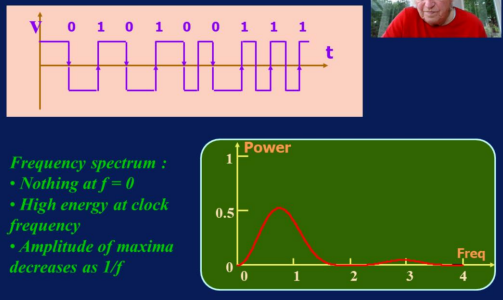 V 0 1 0 1 0 0 1 1 1
t
Frequency spectrum :
• Nothing at f = 0
• High energy at clock
frequency
• Amplitude of maxima
decreases as 1/f
Power
1
0.5
0
Freq
0 1 2 3 4